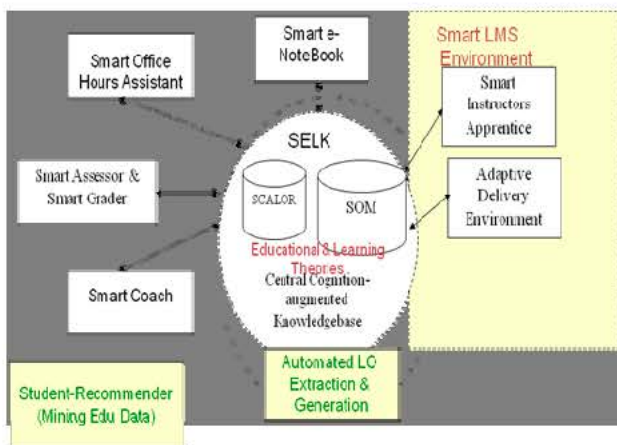 Smart e-
NoteBook
Smart LMS
Environment
Smart Office
Hours Assistant
Smart
Instructors
Apprentice
SELK
Smart Assessor &
Smart Grader
SCALOR
SOM
Adaptive
Delivery
Environment
Educational & Learning
Theories
Central Cognition-
augmented
Knowledgebase
Smart Coach
Automated LO
Extraction &
Generation
Student-Recommender
(Mining Edu Data)